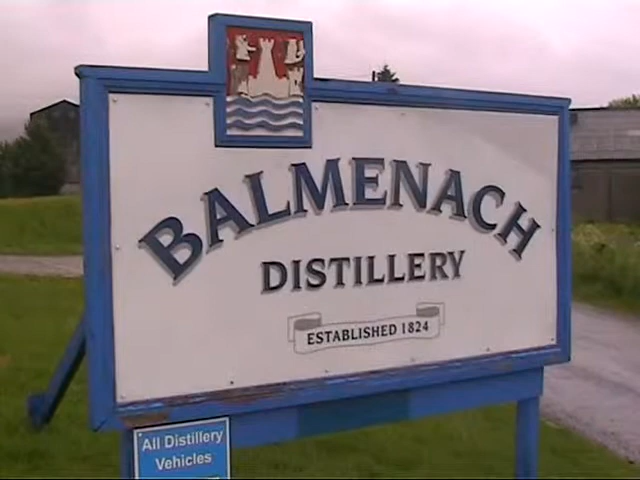 BALMENACH
DISTILLERY
ESTABLISHED 1824
All Distillery
Vehicles